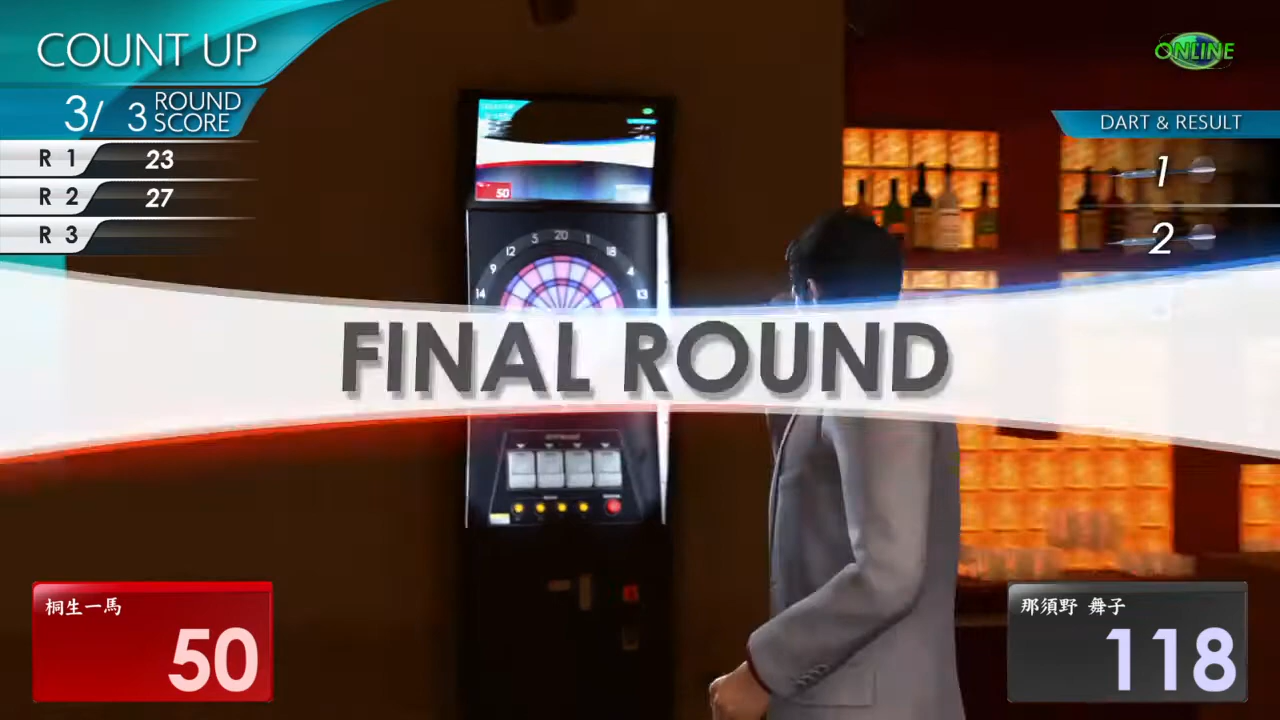 COUNT UP
3/ 3 ROUND SCORE
R 1 23
R 2 27
R 3
ONLINE
DART & RESULT
1
2
50
12 5 20 1 18
9 4
14 13
FINAL ROUND
桐生一馬
50
那須野 舞子
118